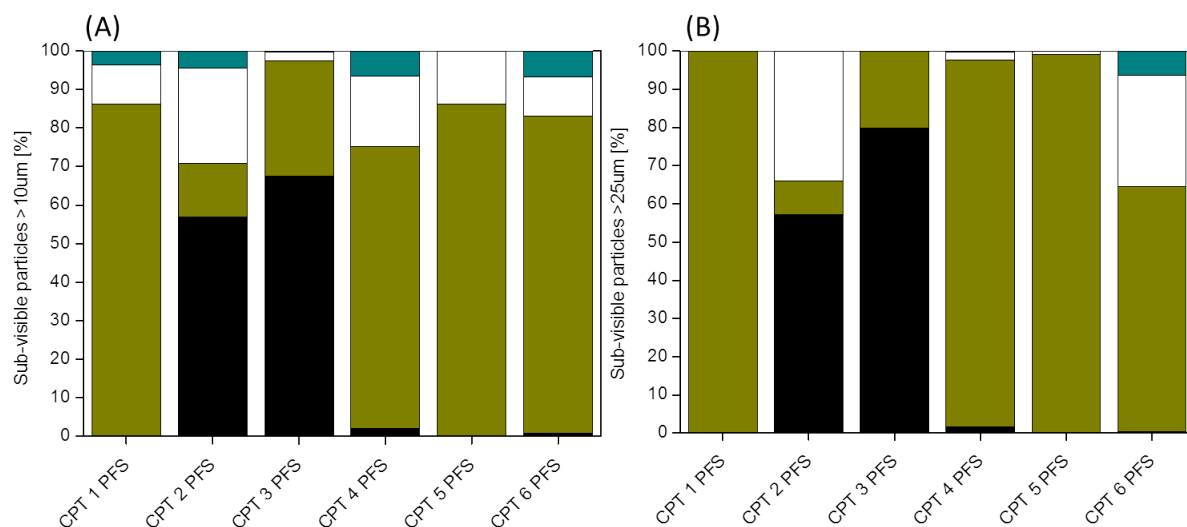 (A)
Sub-visible particles >10um [%]
100
90
80
70
60
50
40
30
20
10
0
CPT 1 PFS
CPT 2 PFS
CPT 3 PFS
CPT 4 PFS
CPT 5 PFS
CPT 6 PFS
(B)
Sub-visible particles >25um [%]
100
90
80
70
60
50
40
30
20
10
0
CPT 1 PFS
CPT 2 PFS
CPT 3 PFS
CPT 4 PFS
CPT 5 PFS
CPT 6 PFS